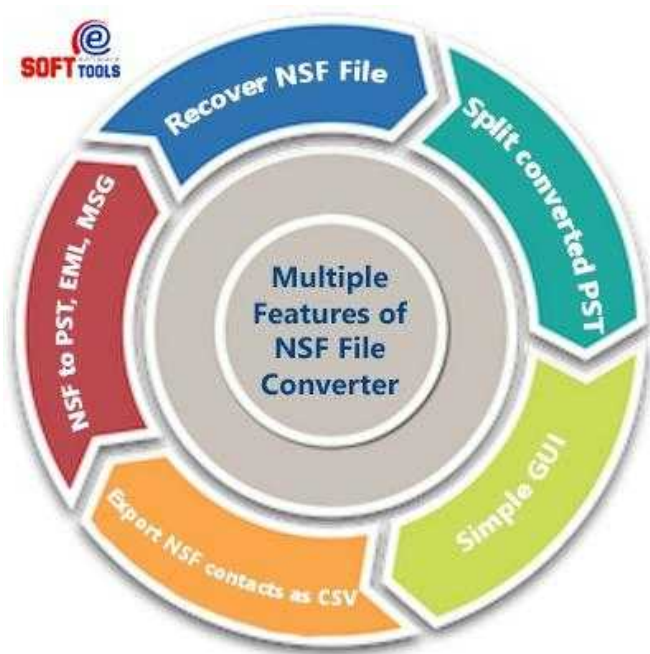 e
SOFTWARE
SOFT TOOLS
Recover NSF File
Split converted PST
Simple GUI
Export NSF contacts as CSV
NSF to PST, EML, MSG
Multiple
Features of
NSF File
Converter